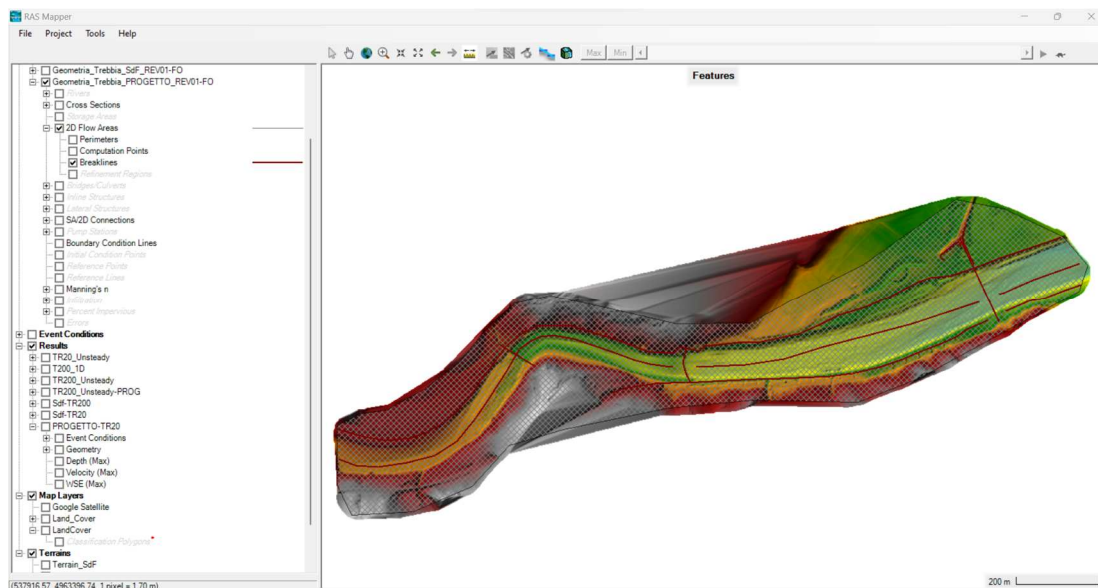 RAS Mapper
File Project Tools Help
Max Min
Geometria_Trebbia_SdF_REV01-FO
Geometria_Trebbia_PROGETTO_REV01-FO
Rivers
Cross Sections
Storage Areas
2D Flow Areas
Perimeters
Computation Points
Breaklines
Refinement Regions
Bridges/Culverts
Inline Structures
Lateral Structures
SA/2D Connections
Pump Stations
Boundary Condition Lines
Initial Condition Points
Reference Points
Reference Lines
Manning's n
Infiltration
Percent Impervious
Errors
Event Conditions
Results
TR20_Unsteady
T200_1D
TR200_Unsteady
TR200_Unsteady-PROG
Sdf-TR200
Sdf-TR20
PROGETTO-TR20
Event Conditions
Geometry
Depth (Max)
Velocity (Max)
WSE (Max)
Map Layers
Google Satellite
Land_Cover
LandCover
Classification Polygons
Terrains
Terrain_SdF
(537916.57, 4963396.74, 1 pixel = 1.70 m)
Features
200 m